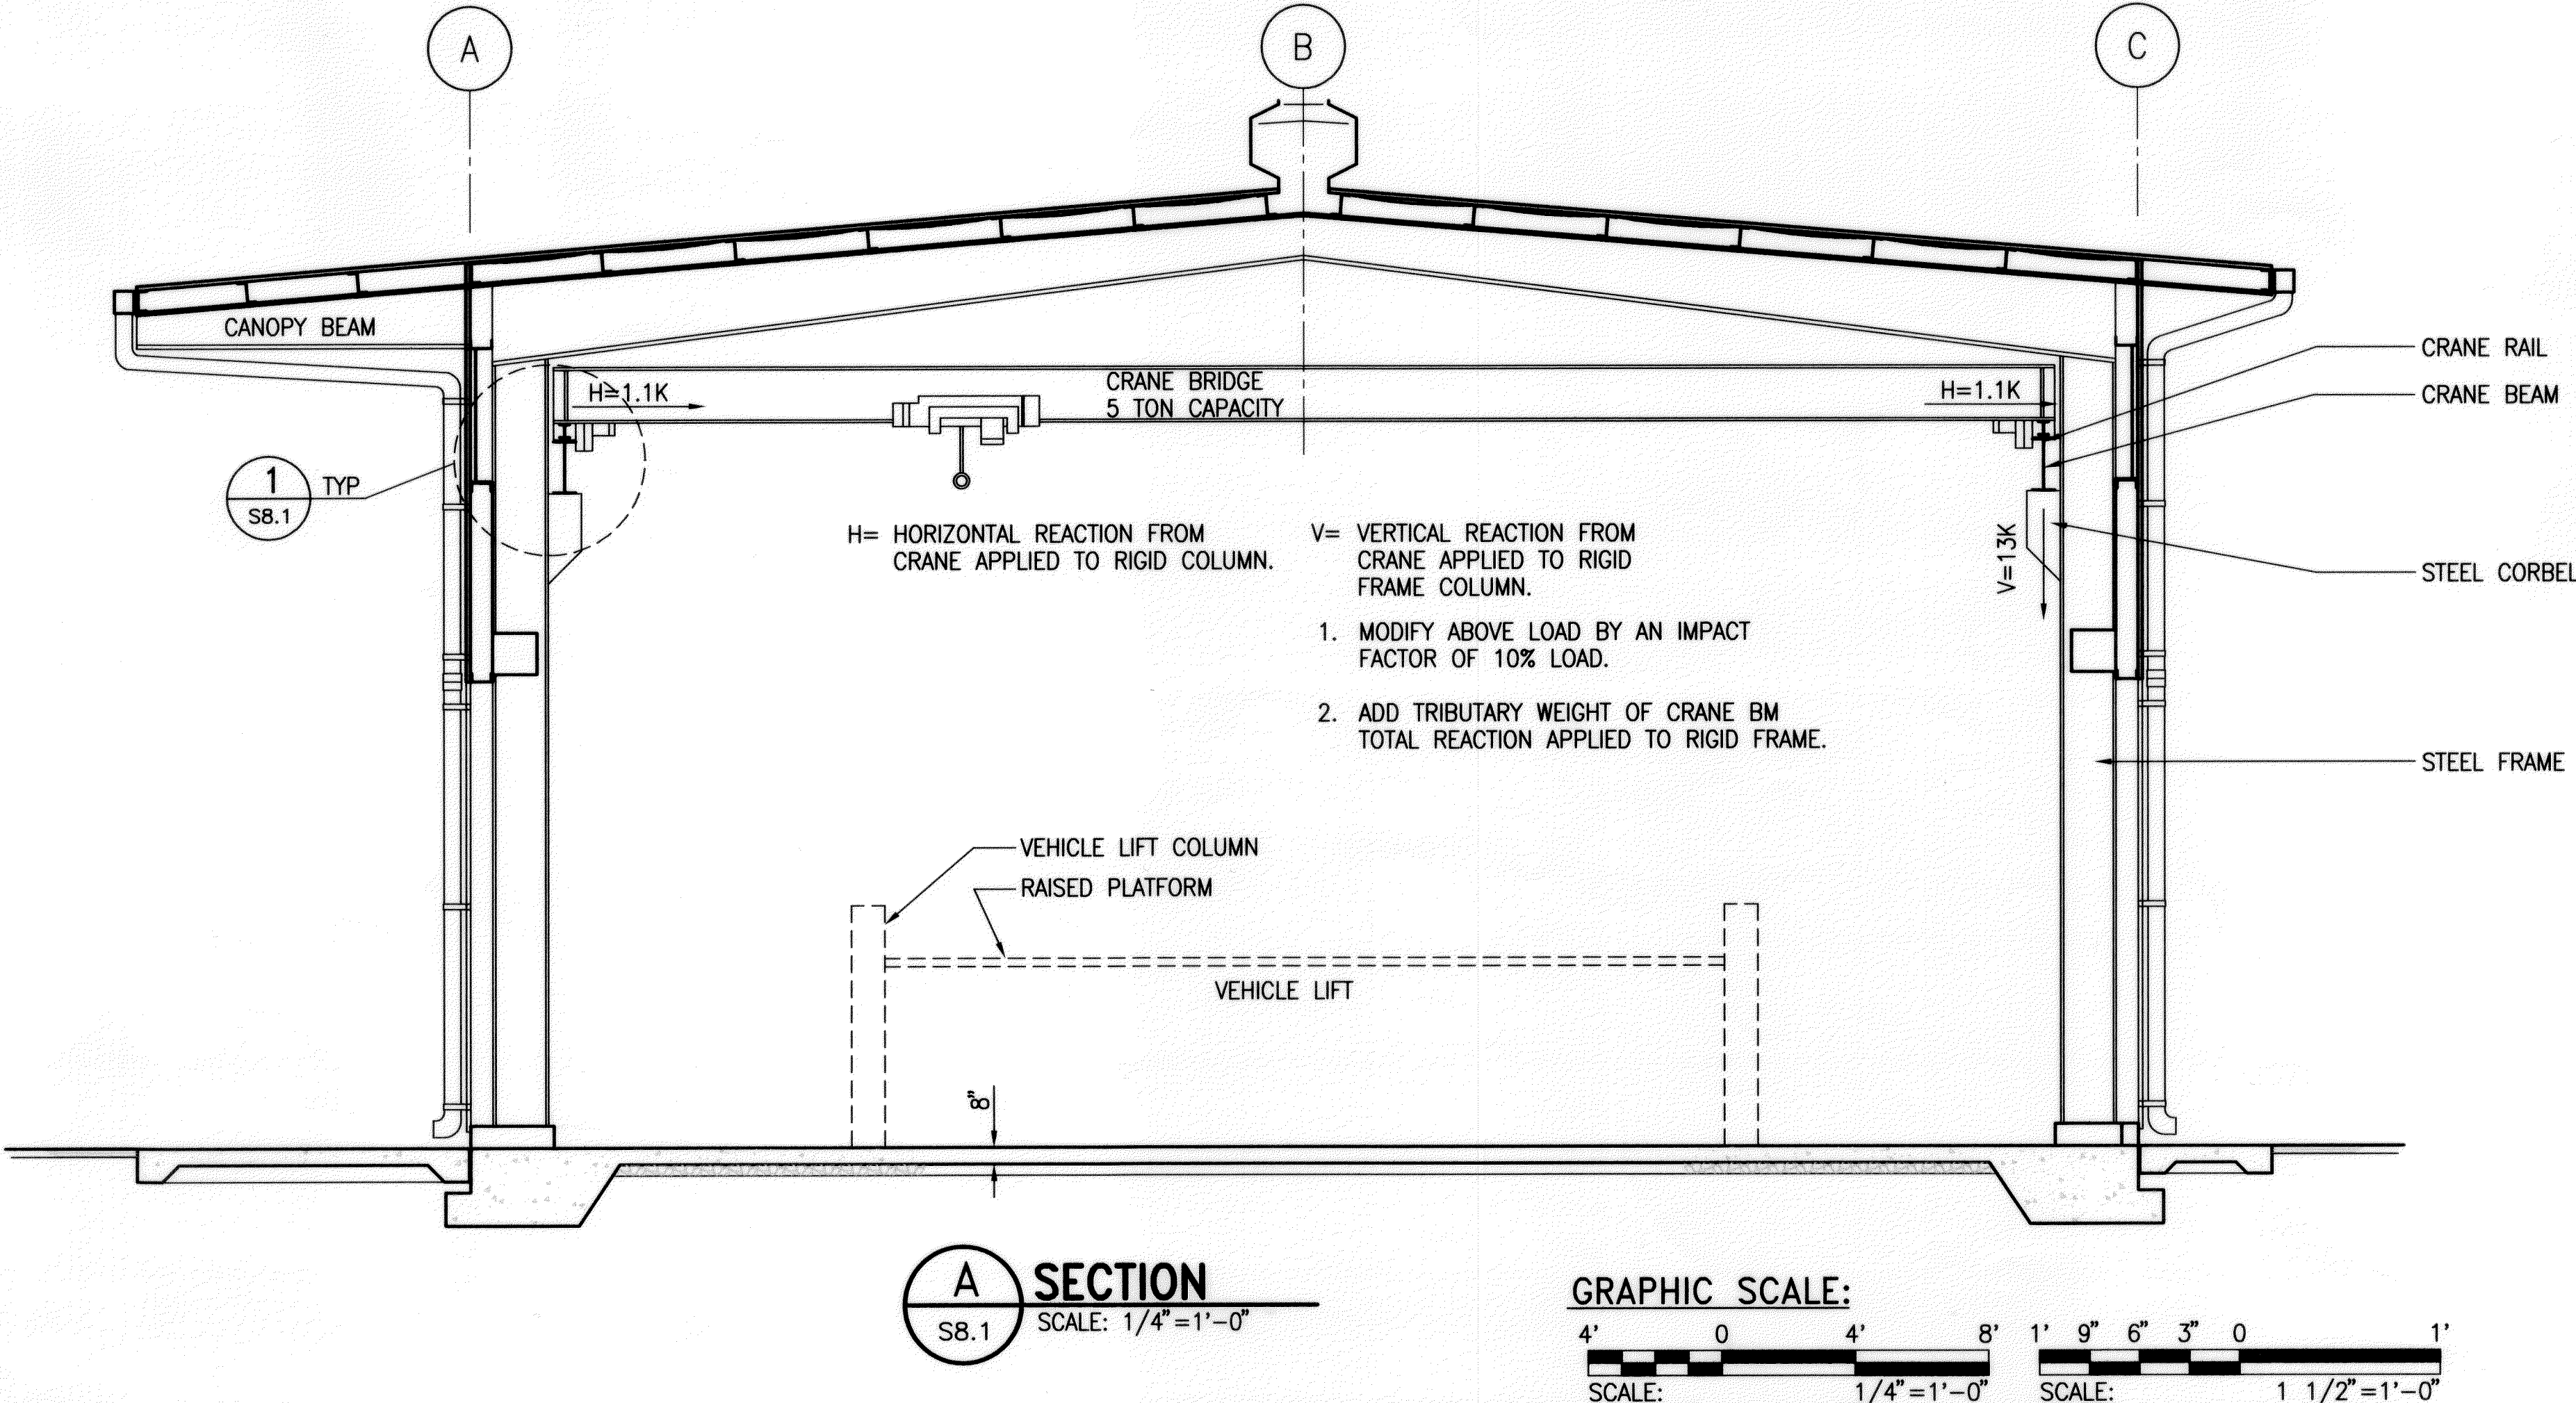 A
B
C
CANOPY BEAM
CRANE RAIL
CRANE BEAM
H=1.1K
CRANE BRIDGE
5 TON CAPACITY
H=1.1K
1
S8.1
TYP
H= HORIZONTAL REACTION FROM
CRANE APPLIED TO RIGID COLUMN.
V= VERTICAL REACTION FROM
CRANE APPLIED TO RIGID
FRAME COLUMN.
V=13K
STEEL CORBEL
1. MODIFY ABOVE LOAD BY AN IMPACT
FACTOR OF 10% LOAD.
2. ADD TRIBUTARY WEIGHT OF CRANE BM
TOTAL REACTION APPLIED TO RIGID FRAME.
STEEL FRAME
VEHICLE LIFT COLUMN
RAISED PLATFORM
VEHICLE LIFT
8"
A
S8.1
SECTION
SCALE: 1/4"=1'-0"
GRAPHIC SCALE:
4' 0 4' 8'
SCALE: 1/4"=1'-0"
1' 9" 6" 3" 0 1'
SCALE: 1 1/2"=1'-0"